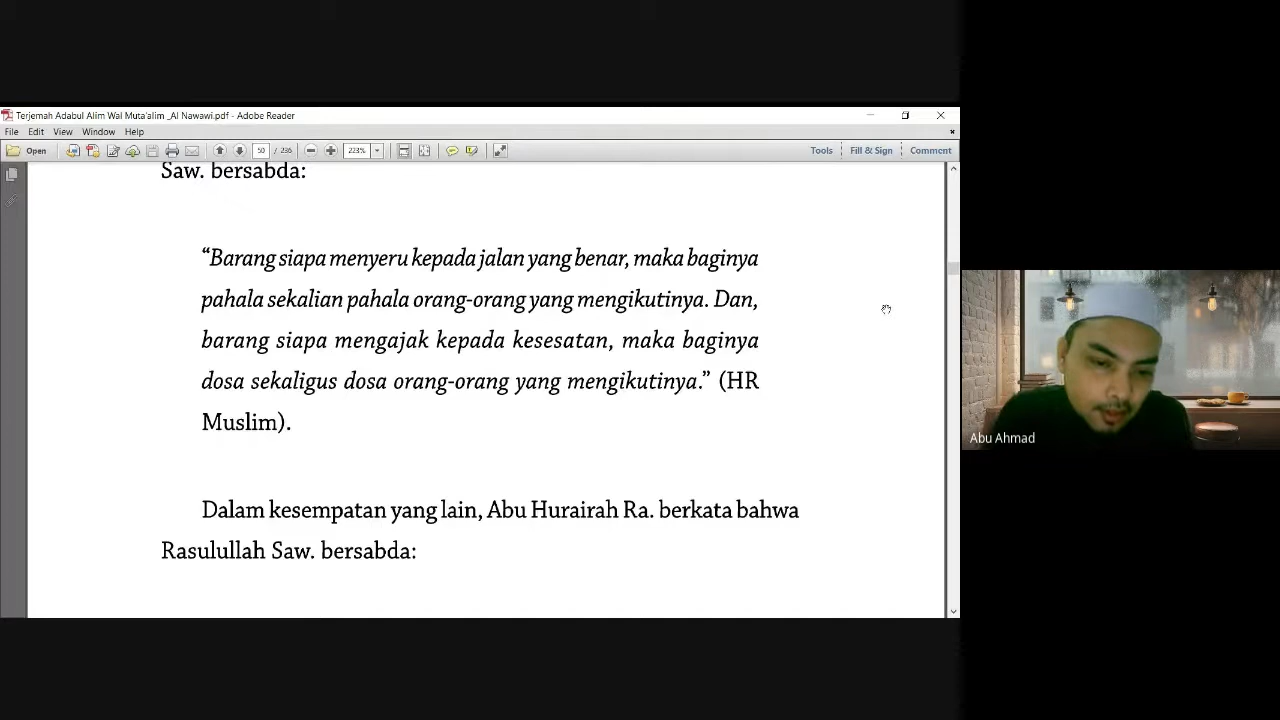 Terjemah Adabul Alim Wal Muta'alim _Al Nawawi.pdf - Adobe Reader
File Edit View Window Help
Open 50 / 236 223% Tools Fill & Sign Comment
Saw. bersabda:
“Barang siapa menyeru kepada jalan yang benar, maka baginya
pahala sekalian pahala orang-orang yang mengikutinya. Dan,
barang siapa mengajak kepada kesesatan, maka baginya
dosa sekaligus dosa orang-orang yang mengikutinya.” (HR
Muslim).
Dalam kesempatan yang lain, Abu Hurairah Ra. berkata bahwa
Rasulullah Saw. bersabda:
Abu Ahmad